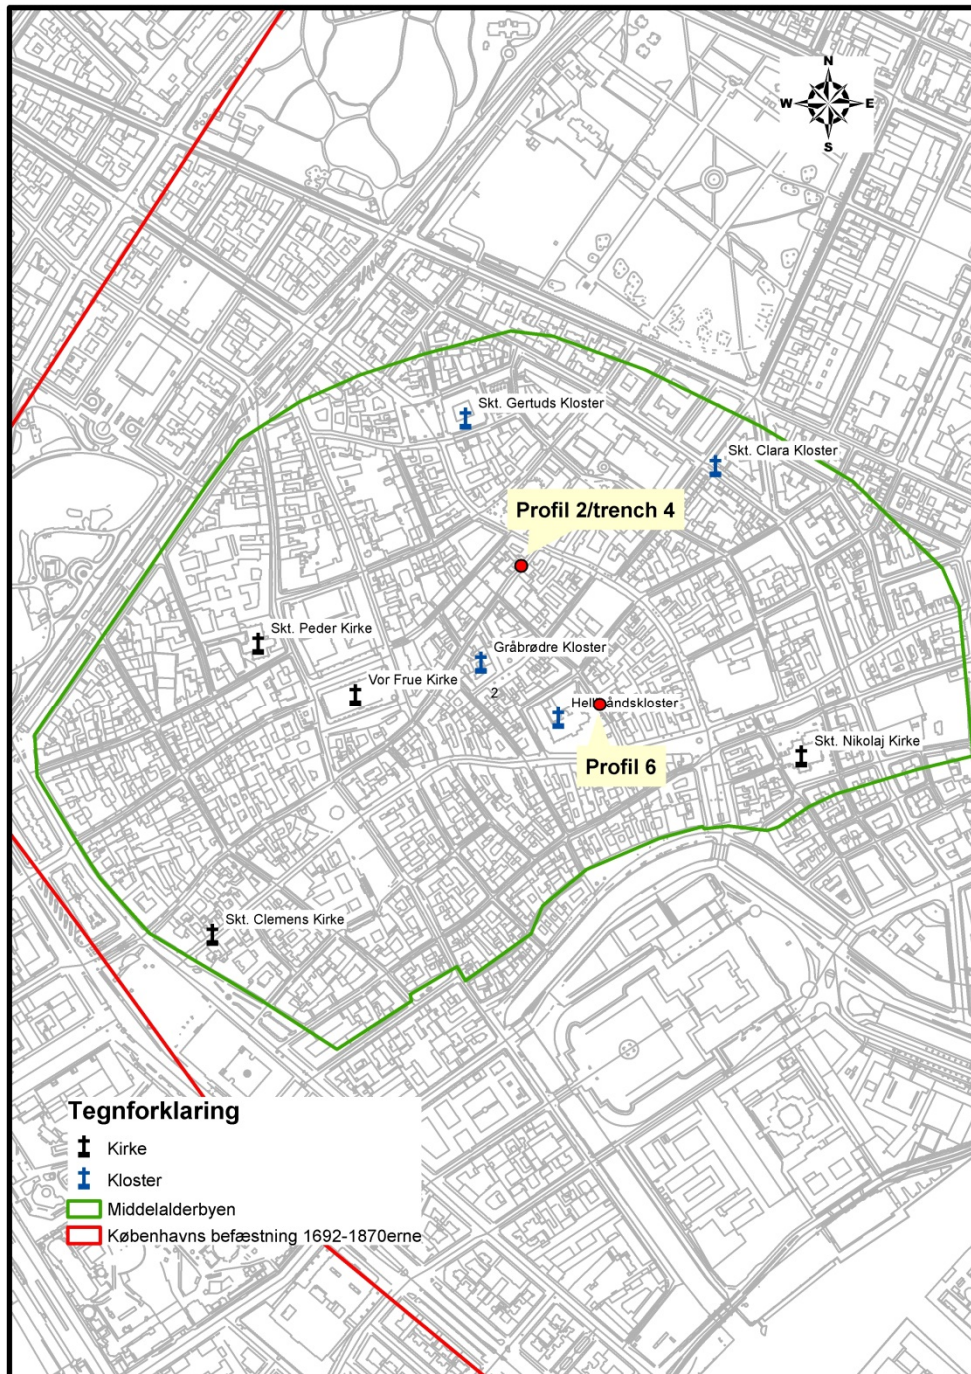 N
W E
S
Skt. Gertuds Kloster
Skt. Clara Kloster
Profil 2/trench 4
Skt. Peder Kirke
Gråbrødre Kloster
Vor Frue Kirke
2
Profil 6
Skt. Nikolaj Kirke
Skt. Clemens Kirke
Tegnforklaring
Kirke
Kloster
Middelalderbyen
Københavns befæstning 1692-1870erne